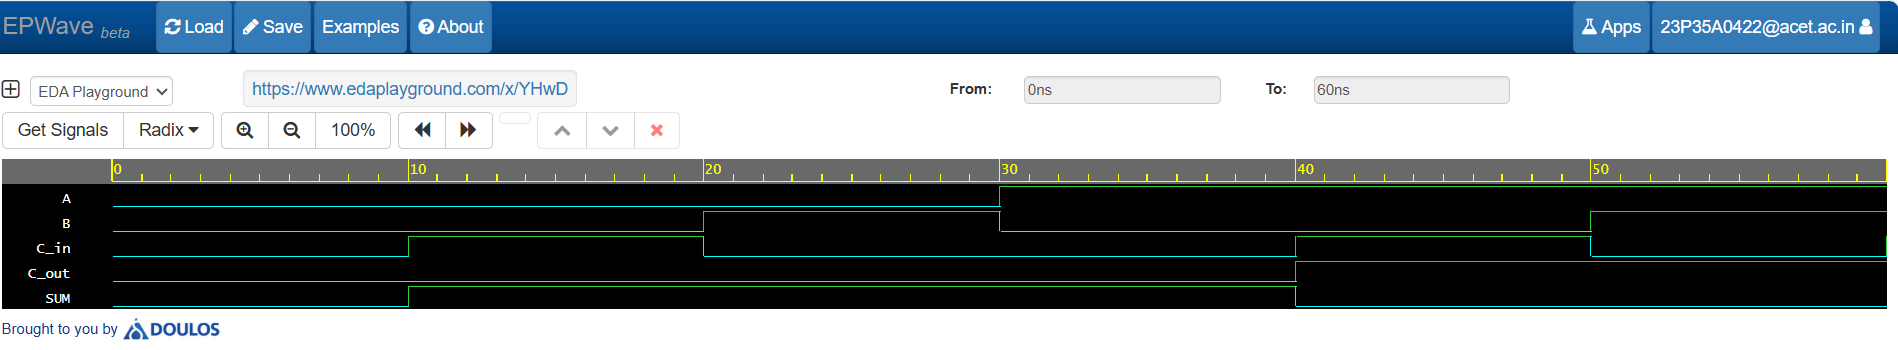 EPWave beta Load Save Examples About Apps 23P35A0422@acet.ac.in
EDA Playground https://www.edaplayground.com/x/YHwD From: 0ns To: 60ns
Get Signals Radix 100%
0 10 20 30 40 50
A
B
C_in
C_out
SUM
Brought to you by DOULOS